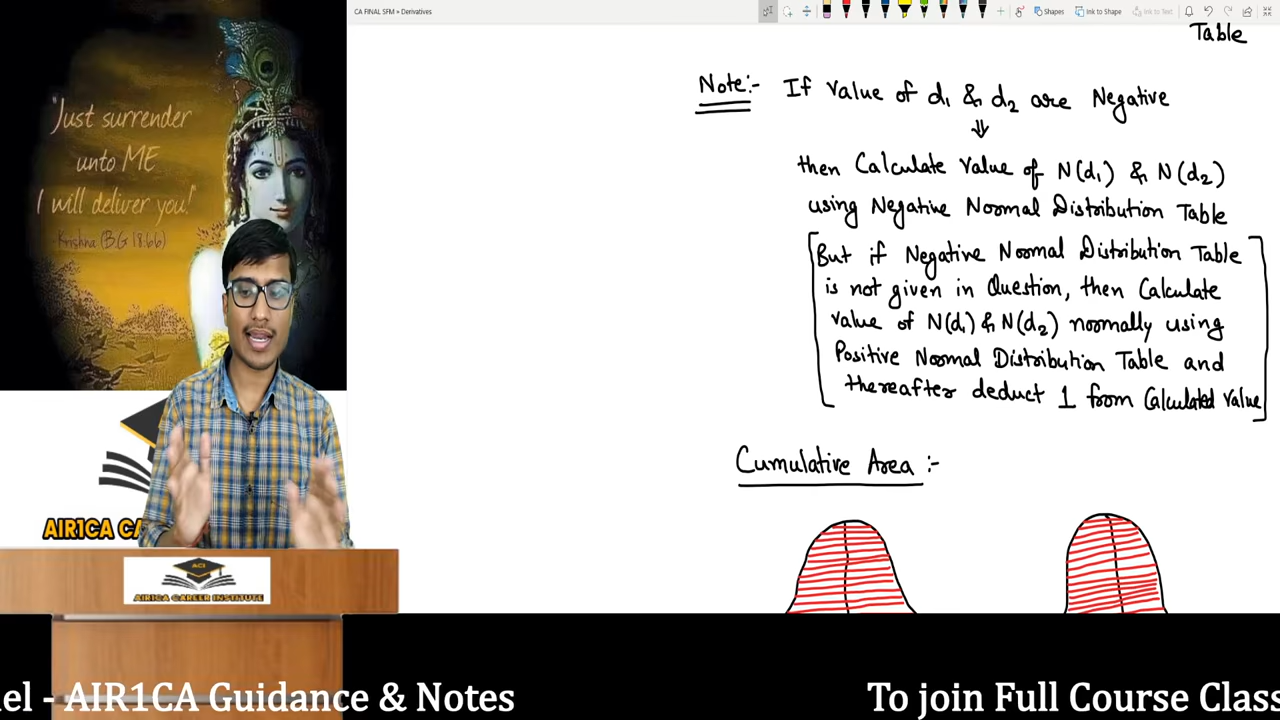 CA FINAL SFM » Derivatives
Shapes
Ink to Shape
Ink to Text
Table
"Just surrender
unto ME
I will deliver you!"
-Krishna (BG 18:66)
Note:- If value of d1 & d2 are Negative
⇓
then Calculate value of N(d1) & N(d2)
using Negative Normal Distribution Table
[But if Negative Normal Distribution Table
is not given in Question, then Calculate
value of N(d1) & N(d2) normally using
Positive Normal Distribution Table and
thereafter deduct 1 from Calculated value]
Cumulative Area :-
AIR1CA CA
ACI
AIR1CA CAREER INSTITUTE
el - AIR1CA Guidance & Notes
To join Full Course Class